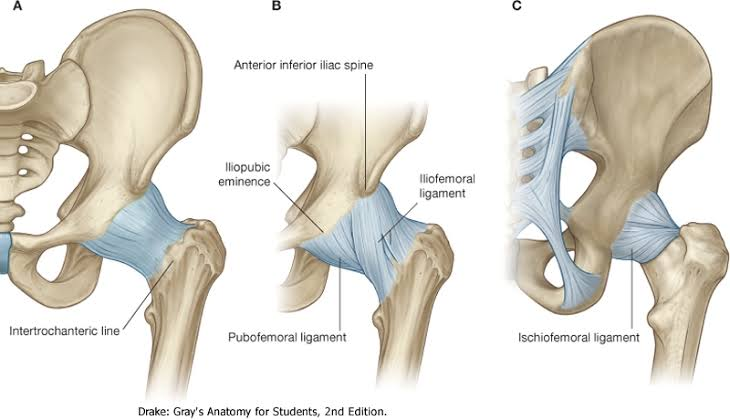 A
B
C
Anterior inferior iliac spine
Iliopubic
eminence
Iliofemoral
ligament
Intertrochanteric line
Pubofemoral ligament
Ischiofemoral ligament
Drake: Gray's Anatomy for Students, 2nd Edition.